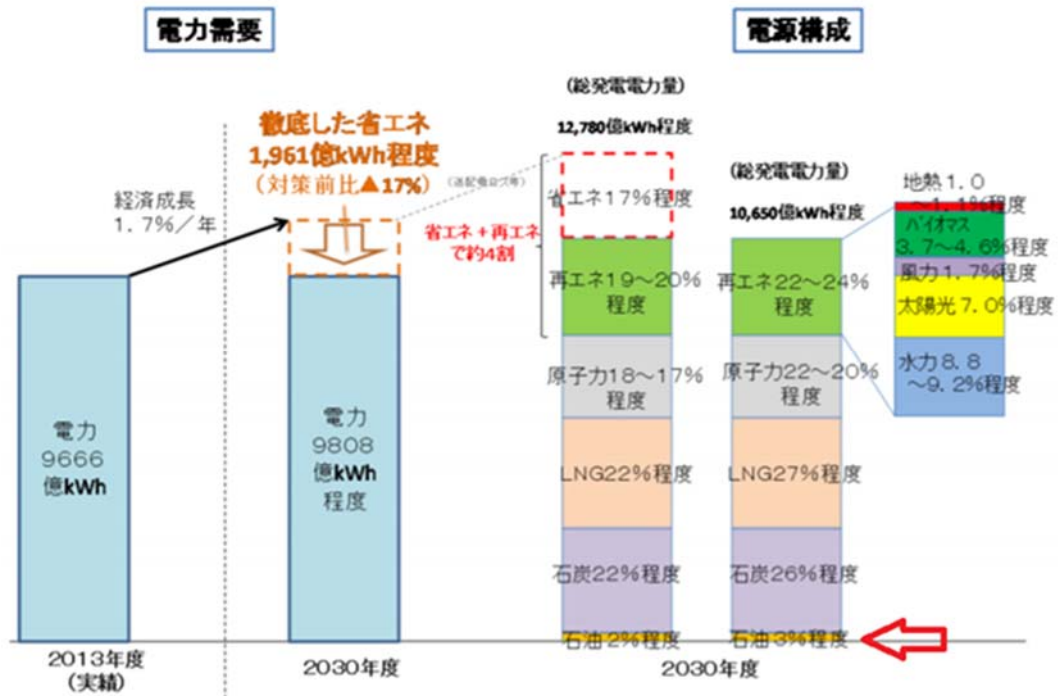 電力需要
電源構成
(総発電電力量)
12,780億kWh程度
徹底した省エネ
1,961億kWh程度
(対策前比▲17%)
(送配電ロス等)
経済成長
1.7%/年
省エネ+再エネ
で約4割
省エネ17%程度
再エネ19~20%
程度
原子力18~17%
程度
LNG22%程度
石炭22%程度
石油2%程度
(総発電電力量)
10,650億kWh程度
再エネ22~24%
程度
原子力22~20%
程度
LNG27%程度
石炭26%程度
石油3%程度
地熱1.0
~1.1%程度
バイオマス
3.7~4.6%程度
風力1.7%程度
太陽光7.0%程度
水力8.8
~9.2%程度
電力
9666
億kWh
電力
9808
億kWh
程度
2013年度
(実績)
2030年度
2030年度